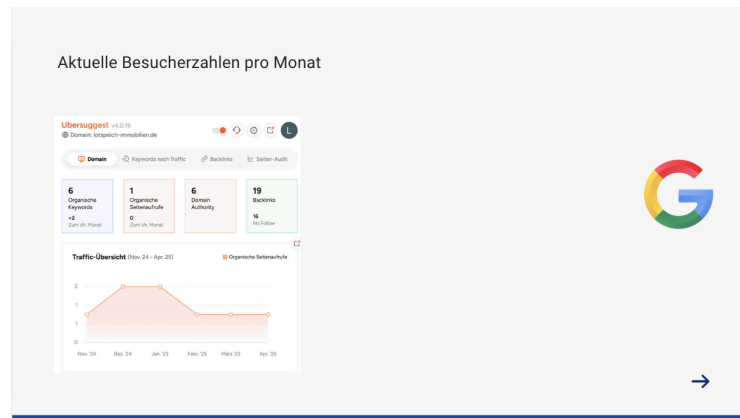 Aktuelle Besucherzahlen pro Monat
Ubersuggest v4.0.19
Domain: lotspeich-immobilien.de
L
Domain Keywords nach Traffic Backlinks Seiten-Audit
6
Organische
Keywords
+2
Zum Vh. Monat
1
Organische
Seitenaufrufe
0
Zum Vh. Monat
6
Domain
Authority
19
Backlinks
16
No Follow
Traffic-Übersicht (Nov. 24 - Apr. 25)
Organische Seitenaufrufe
2
1
1
0
Nov. '24 Dez. '24 Jan. '25 Febr. '25 März '25 Apr. '25